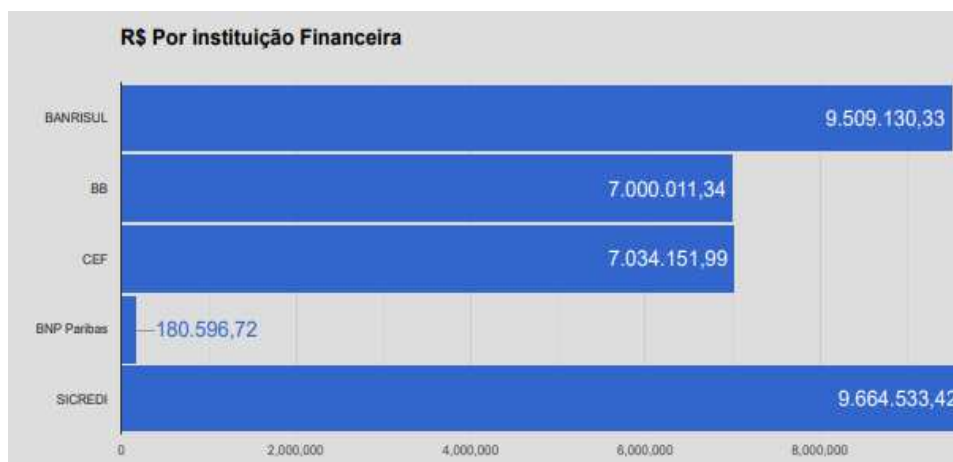 R$ Por instituição Financeira
BANRISUL 9.509.130,33
BB 7.000.011,34
CEF 7.034.151,99
BNP Paribas 180.596,72
SICREDI 9.664.533,42
0 2,000,000 4,000,000 6,000,000 8,000,000